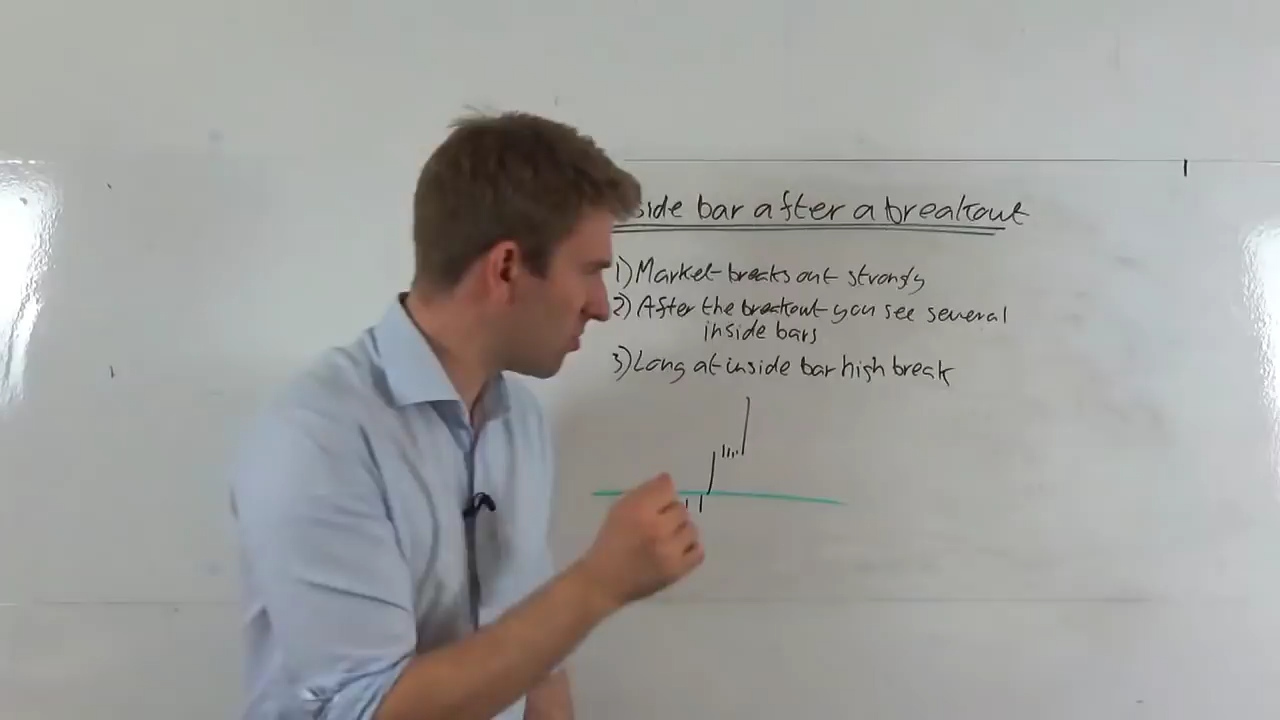 side bar after a breakout
1) Market breaks out strongly
2) After the breakout you see several
inside bars
3) Long at inside bar high break